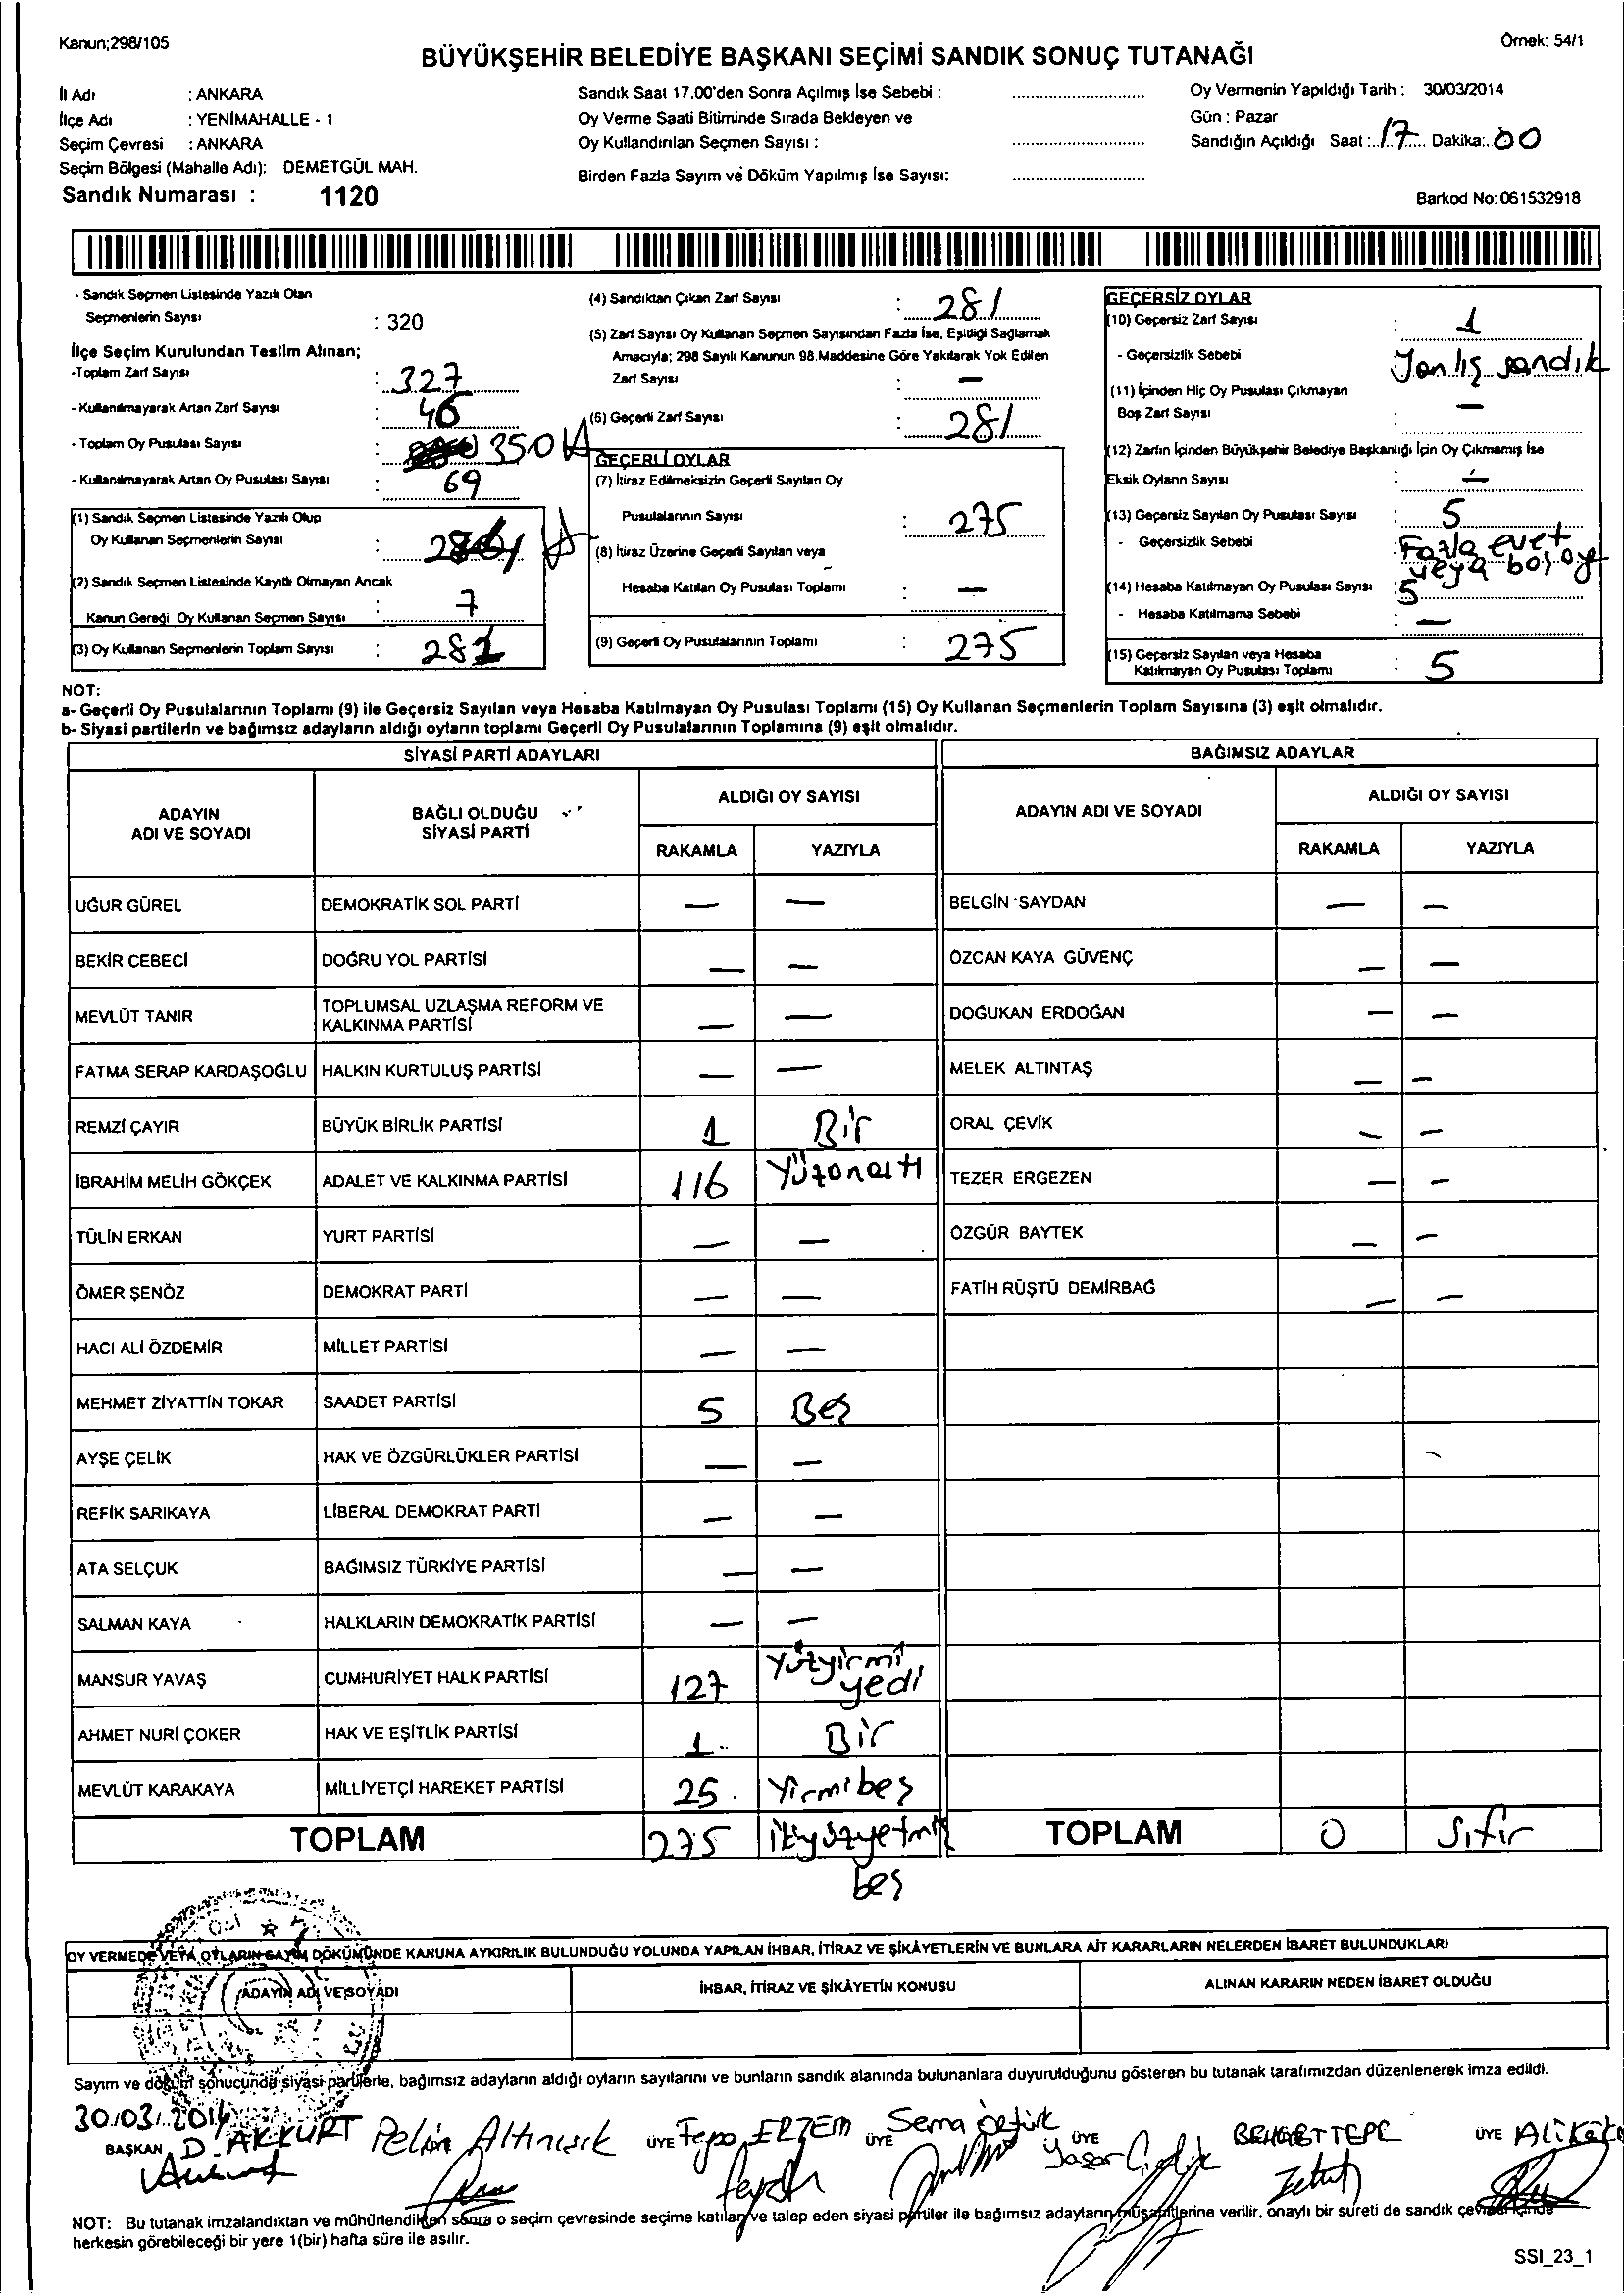 Kanun;298/105
Örnek: 54/1
BÜYÜKŞEHİR BELEDİYE BAŞKANI SEÇİMİ SANDIK SONUÇ TUTANAĞI
İl Adı : ANKARA
İlçe Adı : YENİMAHALLE - 1
Seçim Çevresi : ANKARA
Seçim Bölgesi (Mahalle Adı): DEMETGÜL MAH.
Sandık Numarası : 1120
Sandık Saat 17.00'den Sonra Açılmış İse Sebebi :
Oy Verme Saati Bitiminde Sırada Bekleyen ve
Oy Kullandırılan Seçmen Sayısı :
Birden Fazla Sayım ve Döküm Yapılmış İse Sayısı:
Oy Vermenin Yapıldığı Tarih : 30/03/2014
Gün : Pazar
Sandığın Açıldığı Saat : 17 Dakika: 00
Barkod No: 061532918
- Sandık Seçmen Listesinde Yazılı Olan
Seçmenlerin Sayısı : 320
İlçe Seçim Kurulundan Teslim Alınan;
-Toplam Zarf Sayısı : 327
- Kullanılmayarak Artan Zarf Sayısı : 46
- Toplam Oy Pusulası Sayısı : 350
- Kullanılmayarak Artan Oy Pusulası Sayısı : 69
(1) Sandık Seçmen Listesinde Yazılı Olup
Oy Kullanan Seçmenlerin Sayısı :
(2) Sandık Seçmen Listesinde Kayıtlı Olmayan Ancak
Kanun Gereği Oy Kullanan Seçmen Sayısı : 7
(3) Oy Kullanan Seçmenlerin Toplam Sayısı : 281
(4) Sandıktan Çıkan Zarf Sayısı : 281
(5) Zarf Sayısı Oy Kullanan Seçmen Sayısından Fazla İse, Eşitliği Sağlamak
Amacıyla; 298 Sayılı Kanunun 98.Maddesine Göre Yakılarak Yok Edilen
Zarf Sayısı : —
(6) Geçerli Zarf Sayısı : 281
GEÇERLİ OYLAR
(7) İtiraz Edilmeksizin Geçerli Sayılan Oy
Pusulalarının Sayısı : 275
(8) İtiraz Üzerine Geçerli Sayılan veya
Hesaba Katılan Oy Pusulası Toplamı : —
(9) Geçerli Oy Pusulalarının Toplamı : 275
GEÇERSİZ OYLAR
(10) Geçersiz Zarf Sayısı : 1
- Geçersizlik Sebebi Yanlış sandık
(11) İçinden Hiç Oy Pusulası Çıkmayan
Boş Zarf Sayısı : —
(12) Zarfın İçinden Büyükşehir Belediye Başkanlığı İçin Oy Çıkmamış İse
Eksik Oyların Sayısı : —
(13) Geçersiz Sayılan Oy Pusulası Sayısı : 5
- Geçersizlik Sebebi : Fazla evet
veya boş oy
(14) Hesaba Katılmayan Oy Pusulası Sayısı : 5
- Hesaba Katılmama Sebebi : —
(15) Geçersiz Sayılan veya Hesaba
Katılmayan Oy Pusulası Toplamı : 5
NOT:
a- Geçerli Oy Pusulalarının Toplamı (9) ile Geçersiz Sayılan veya Hesaba Katılmayan Oy Pusulası Toplamı (15) Oy Kullanan Seçmenlerin Toplam Sayısına (3) eşit olmalıdır.
b- Siyasi partilerin ve bağımsız adayların aldığı oyların toplamı Geçerli Oy Pusulalarının Toplamına (9) eşit olmalıdır.
SİYASİ PARTİ ADAYLARI
BAĞIMSIZ ADAYLAR
ADAYIN ADI VE SOYADI
BAĞLI OLDUĞU SİYASİ PARTİ
ALDIĞI OY SAYISI
RAKAMLA YAZIYLA
ADAYIN ADI VE SOYADI
ALDIĞI OY SAYISI
RAKAMLA YAZIYLA
UĞUR GÜREL DEMOKRATİK SOL PARTİ — — BELGİN SAYDAN — —
BEKİR CEBECİ DOĞRU YOL PARTİSİ — — ÖZCAN KAYA GÜVENÇ — —
MEVLÜT TANIR TOPLUMSAL UZLAŞMA REFORM VE KALKINMA PARTİSİ — — DOĞUKAN ERDOĞAN — —
FATMA SERAP KARDAŞOĞLU HALKIN KURTULUŞ PARTİSİ — — MELEK ALTINTAŞ — —
REMZİ ÇAYIR BÜYÜK BİRLİK PARTİSİ 1 Bir ORAL ÇEVİK — —
İBRAHİM MELİH GÖKÇEK ADALET VE KALKINMA PARTİSİ 116 Yüzonaltı TEZER ERGEZEN — —
TÜLİN ERKAN YURT PARTİSİ — — ÖZGÜR BAYTEK — —
ÖMER ŞENÖZ DEMOKRAT PARTİ — — FATİH RÜŞTÜ DEMİRBAĞ — —
HACI ALİ ÖZDEMİR MİLLET PARTİSİ — —
MEHMET ZİYATTİN TOKAR SAADET PARTİSİ 5 Beş
AYŞE ÇELİK HAK VE ÖZGÜRLÜKLER PARTİSİ — —
REFİK SARIKAYA LİBERAL DEMOKRAT PARTİ — —
ATA SELÇUK BAĞIMSIZ TÜRKİYE PARTİSİ — —
SALMAN KAYA HALKLARIN DEMOKRATİK PARTİSİ — —
MANSUR YAVAŞ CUMHURİYET HALK PARTİSİ 127 Yüzyirmi yedi
AHMET NURİ ÇOKER HAK VE EŞİTLİK PARTİSİ 1 Bir
MEVLÜT KARAKAYA MİLLİYETÇİ HAREKET PARTİSİ 25 Yirmibeş
TOPLAM 275 ikiyüzyetmiş beş TOPLAM 0 Sıfır
OY VERMEDE VEYA OYLARIN SAYIM DÖKÜMÜNDE KANUNA AYKIRILIK BULUNDUĞU YOLUNDA YAPILAN İHBAR, İTİRAZ VE ŞİKÂYETLERİN VE BUNLARA AİT KARARLARIN NELERDEN İBARET BULUNDUKLARI
ADAYIN ADI VE SOYADI İHBAR, İTİRAZ VE ŞİKÂYETİN KONUSU ALINAN KARARIN NEDEN İBARET OLDUĞU
Sayım ve döküm sonucunda siyasi partilerle, bağımsız adayların aldığı oyların sayılarını ve bunların sandık alanında bulunanlara duyurulduğunu gösteren bu tutanak tarafımızdan düzenlenerek imza edildi.
30.03.2014
BAŞKAN D. AKKURT Pelin Altınışık ÜYE ERZEM ÜYE Sema Öztürk ÜYE Yaşar BEHÇET TEPE ÜYE
NOT: Bu tutanak imzalandıktan ve mühürlendikten sonra o seçim çevresinde seçime katılan ve talep eden siyasi partiler ile bağımsız adayların müşahitlerine verilir, onaylı bir sureti de sandık çevresi içinde
herkesin görebileceği bir yere 1(bir) hafta süre ile asılır.
SSI_23_1